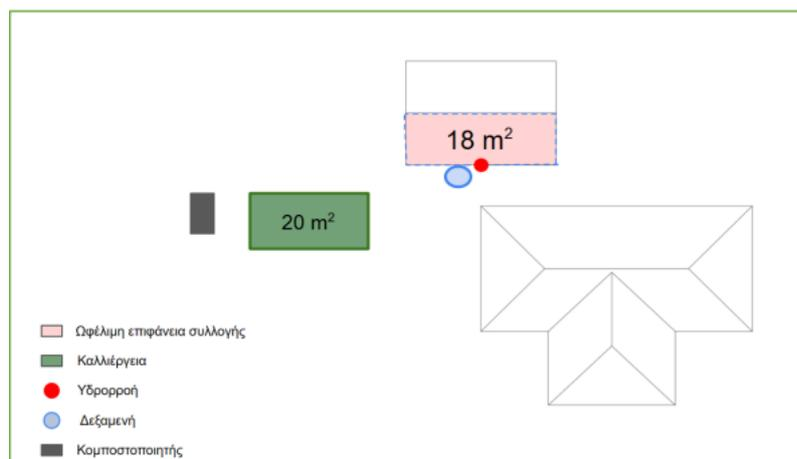 18 m²
20 m²
Ωφέλιμη επιφάνεια συλλογής
Καλλιέργεια
Υδρορροή
Δεξαμενή
Κομποστοποιητής